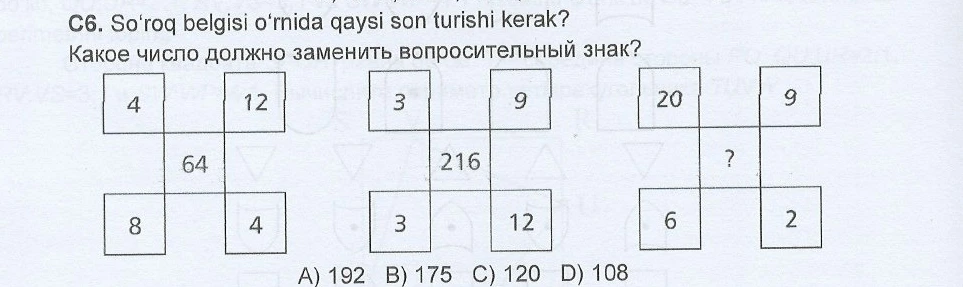 C6. So‘roq belgisi o‘rnida qaysi son turishi kerak?
Какое число должно заменить вопросительный знак?
4 12 3 9 20 9
64 216 ?
8 4 3 12 6 2
A) 192 B) 175 C) 120 D) 108